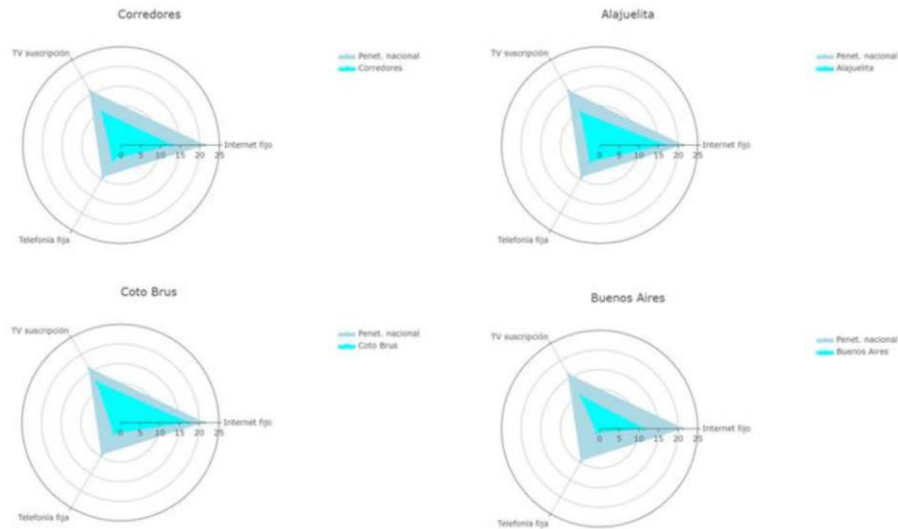 Corredores
TV suscripción
Penet. nacional
Corredores
Internet fijo
0 5 10 15 20 25
Telefonía fija
Alajuelita
TV suscripción
Penet. nacional
Alajuelita
Internet fijo
0 5 10 15 20 25
Telefonía fija
Coto Brus
TV suscripción
Penet. nacional
Coto Brus
Internet fijo
0 5 10 15 20 25
Telefonía fija
Buenos Aires
TV suscripción
Penet. nacional
Buenos Aires
Internet fijo
0 5 10 15 20 25
Telefonía fija